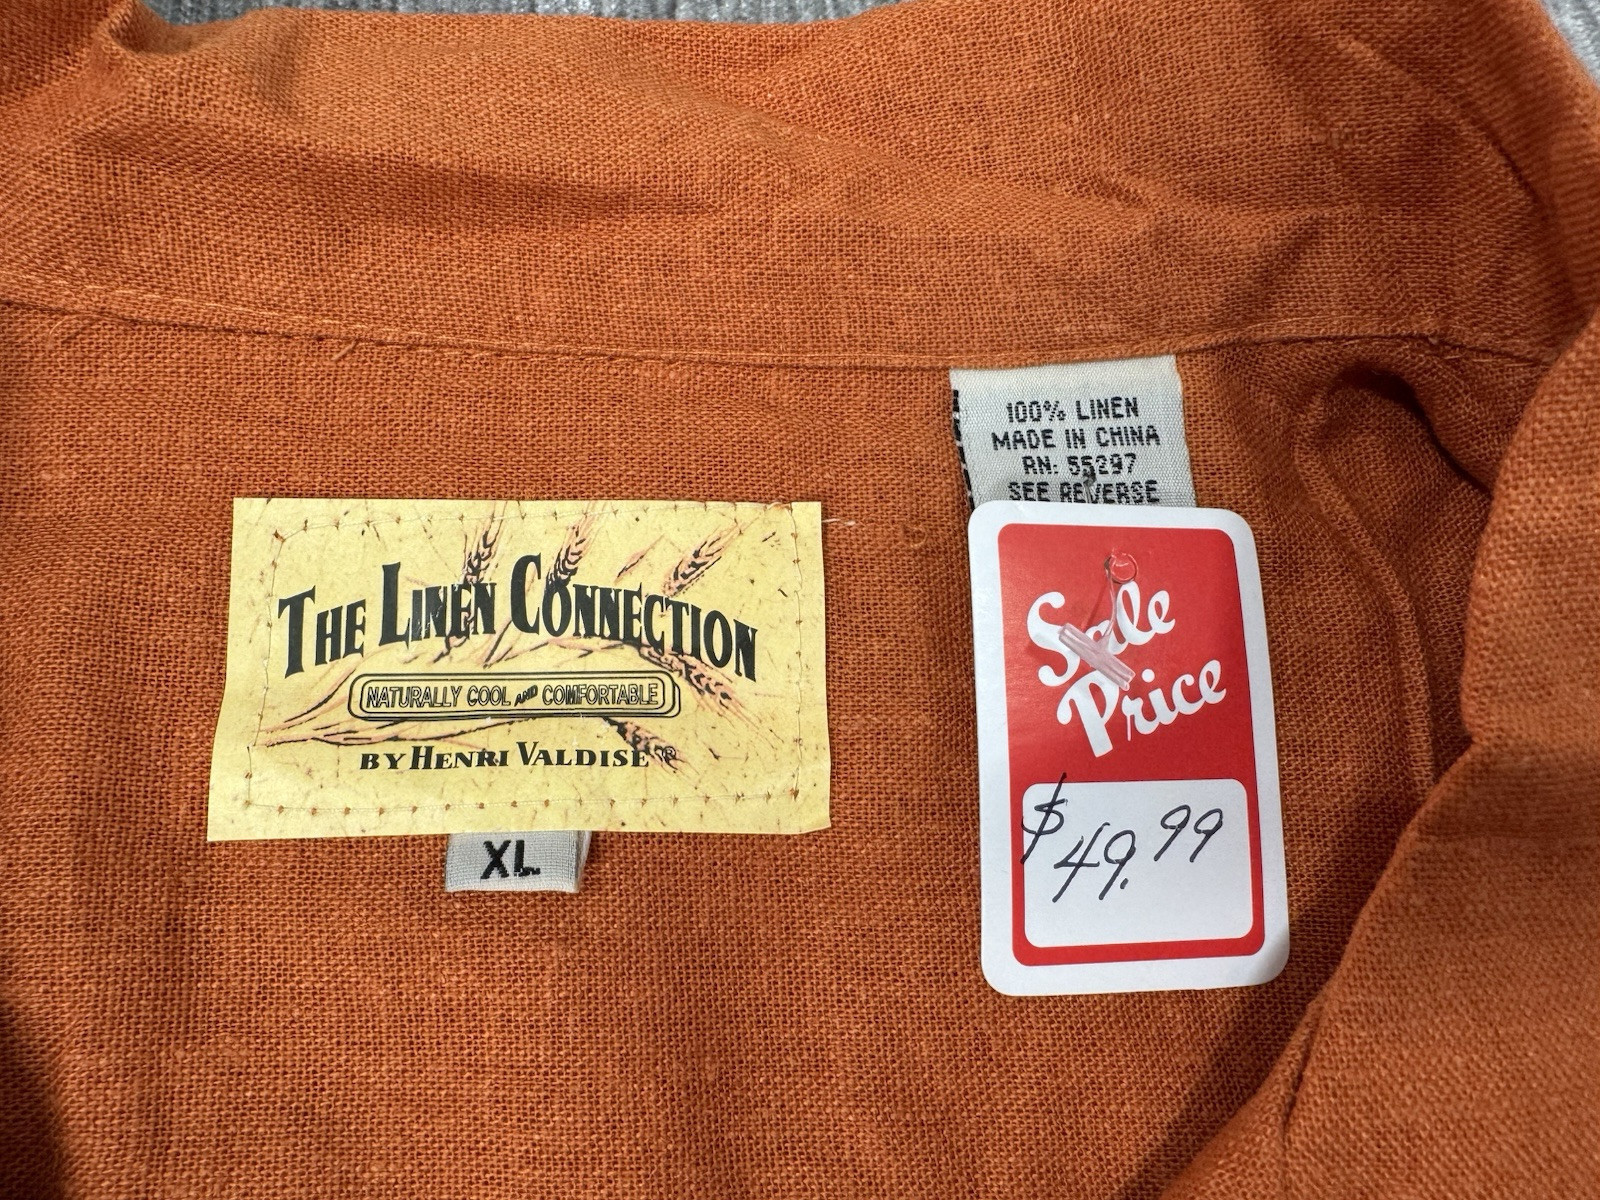 THE LINEN CONNECTION
NATURALLY COOL AND COMFORTABLE
BY HENRI VALDISE®
XL
100% LINEN
MADE IN CHINA
RN: 55297
SEE REVERSE
Sale
Price
$49.99